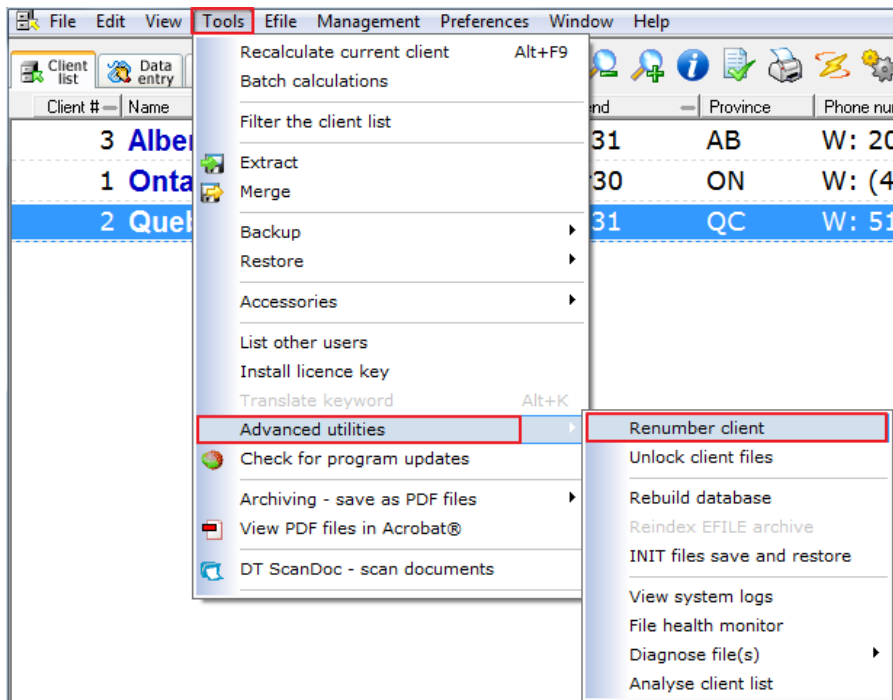 File Edit View Tools Efile Management Preferences Window Help
Client list
Data entry
Client # Name
Province Phone
3
31 AB W: 20
1
30 ON W: (4
2
31 QC W: 51
Recalculate current client Alt+F9
Batch calculations
Filter the client list
Extract
Merge
Backup
Restore
Accessories
List other users
Install licence key
Translate keyword Alt+K
Advanced utilities
Check for program updates
Archiving - save as PDF files
View PDF files in Acrobat®
DT ScanDoc - scan documents
Renumber client
Unlock client files
Rebuild database
Reindex EFILE archive
INIT files save and restore
View system logs
File health monitor
Diagnose file(s)
Analyse client list